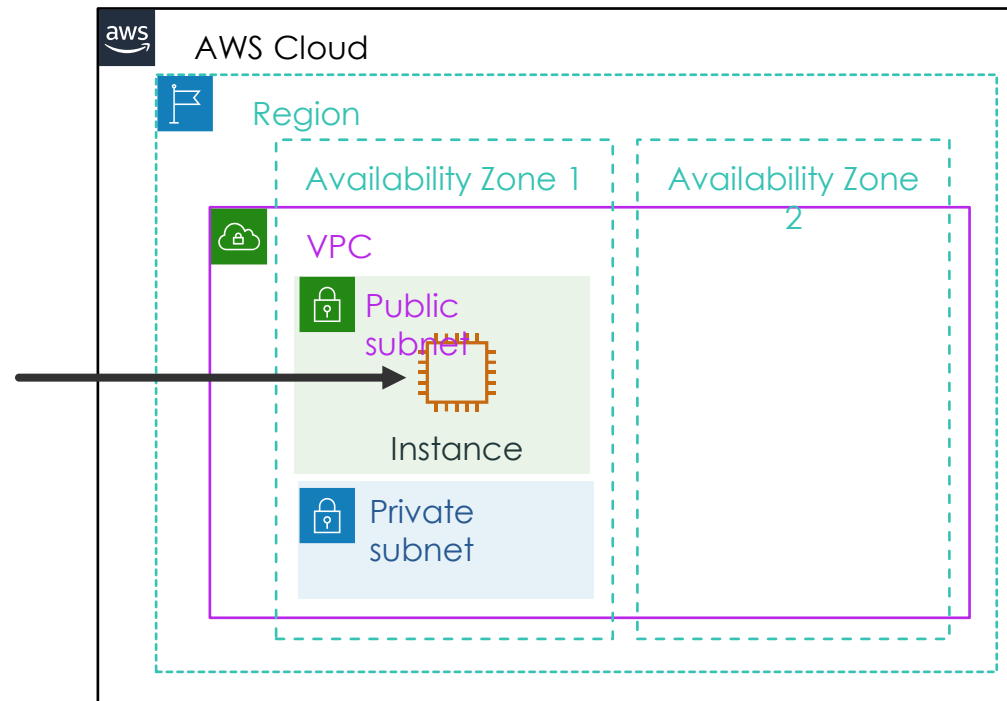 aws
AWS Cloud
Region
Availability Zone 1
Availability Zone
2
VPC
Public
subnet
Instance
Private
subnet